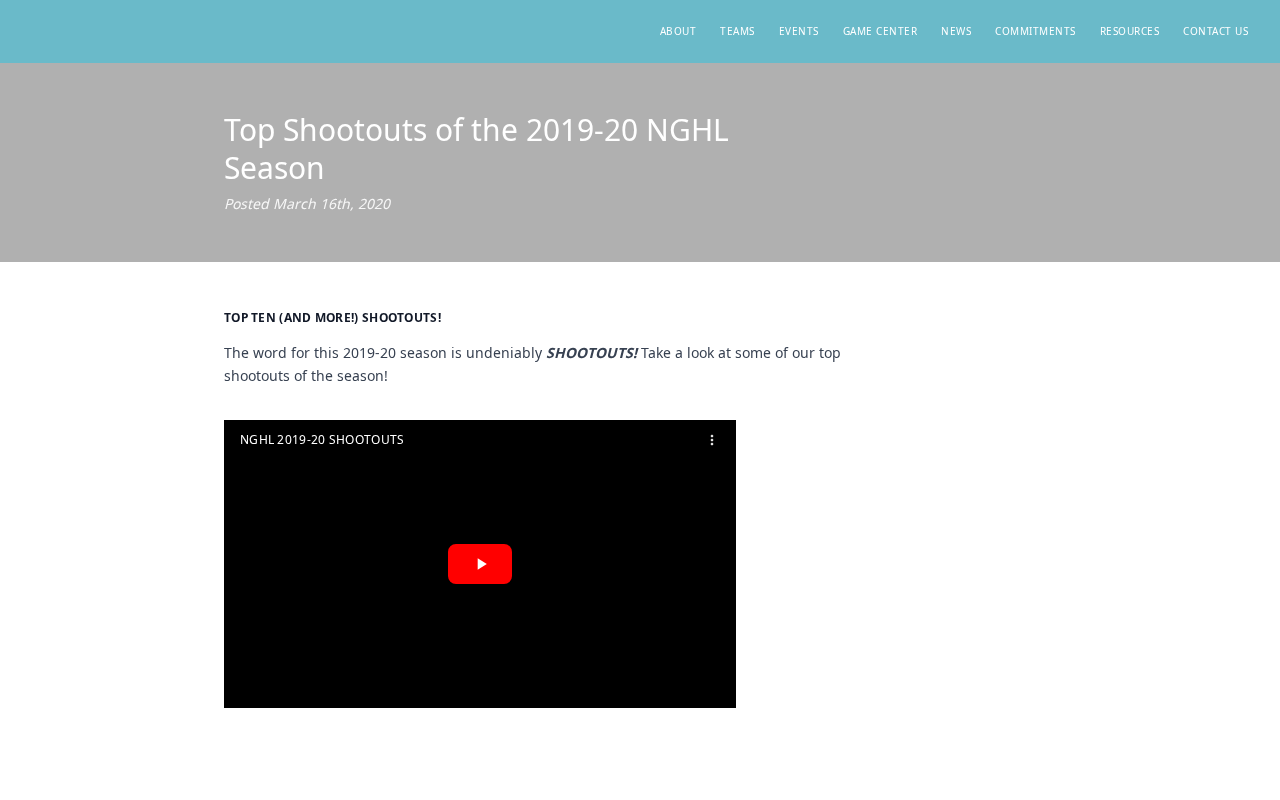 ABOUT TEAMS EVENTS GAME CENTER NEWS COMMITMENTS RESOURCES CONTACT US
Top Shootouts of the 2019-20 NGHL
Season
Posted March 16th, 2020
TOP TEN (AND MORE!) SHOOTOUTS!
The word for this 2019-20 season is undeniably SHOOTOUTS! Take a look at some of our top
shootouts of the season!
NGHL 2019-20 SHOOTOUTS